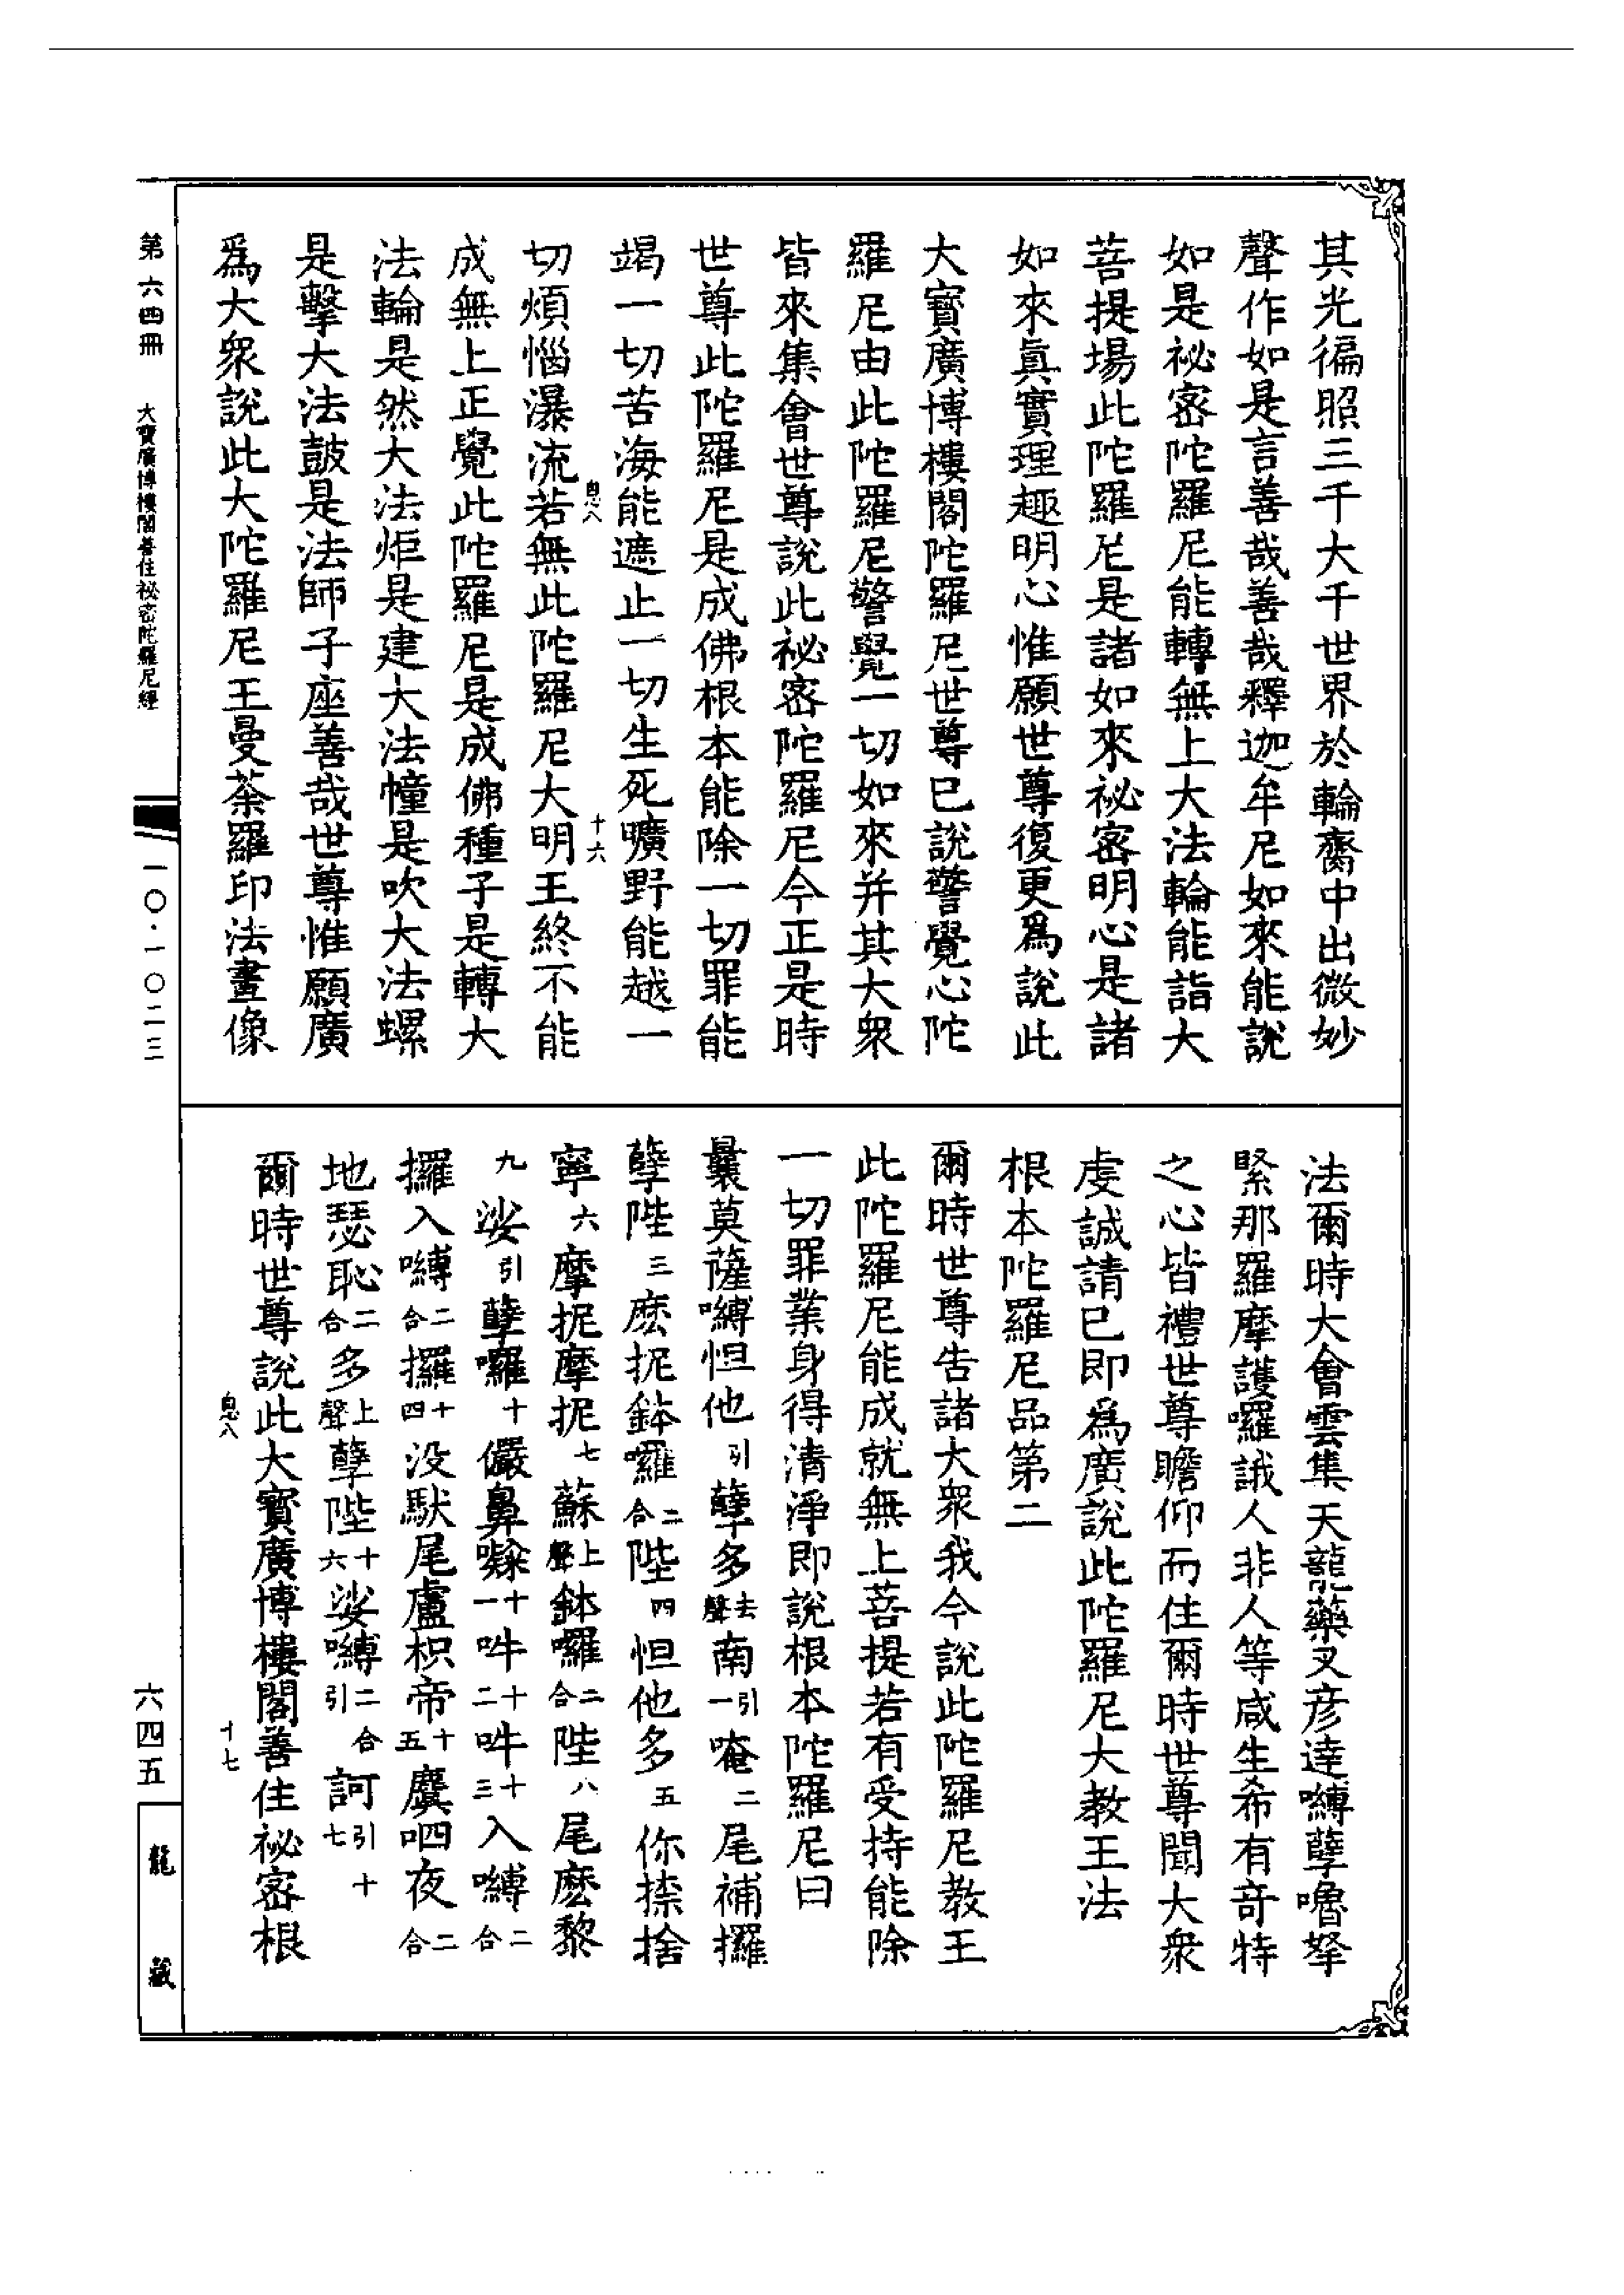 其光徧照三千大千世界於輪臍中出微妙
聲作如是言善哉善哉釋迦牟尼如來能說
如是祕密陀羅尼能轉無上大法輪能詣大
菩提場此陀羅尼是諸如來祕密明心是諸
如來眞實理趣明心惟願世尊復更爲說此
大寶廣博樓閣陀羅尼世尊已說警覺心陀
羅尼由此陀羅尼警覺一切如來并其大衆
皆來集會世尊說此祕密陀羅尼今正是時
世尊此陀羅尼是成佛根本能除一切罪能
竭一切苦海能遮止一切生死曠野能越一
息八 十六
切煩惱瀑流若無此陀羅尼大明王終不能
成無上正覺此陀羅尼是成佛種子是轉大
法輪是然大法炬是建大法幢是吹大法螺
是擊大法鼓是法師子座善哉世尊惟願廣
爲大衆說此大陀羅尼王曼荼羅印法畫像
法爾時大會雲集天龍藥叉彦達嚩孽嚕拏
緊那羅摩護囉誐人非人等咸生希有奇特
之心皆禮世尊瞻仰而住爾時世尊聞大衆
虔誠請已即爲廣說此陀羅尼大教王法
根本陀羅尼品第二
爾時世尊告諸大衆我今說此陀羅尼教王
此陀羅尼能成就無上菩提若有受持能除
一切罪業身得清淨即說根本陀羅尼曰
曩莫薩嚩怛他引孽多去聲南引一唵二尾補攞
孽陛三麽抳鉢囉二合陛四怛他多五你捺捨
寧六摩抳摩抳七蘇上聲鉢囉二合陛八尾麽黎
九娑引孽囉十儼鼻㘑十一吽十二吽十三入嚩二合
攞入嚩二合攞十四没馱尾盧枳帝十五麌呬夜二合
地瑟恥二合多上聲孽陛十六娑嚩二合引訶引十七
爾時世尊說此大寶廣博樓閣善住祕密根
息八 十七
第六四冊 大寶廣博樓閣善住祕密陀羅尼經
一〇·一〇二三
六四五
龍藏